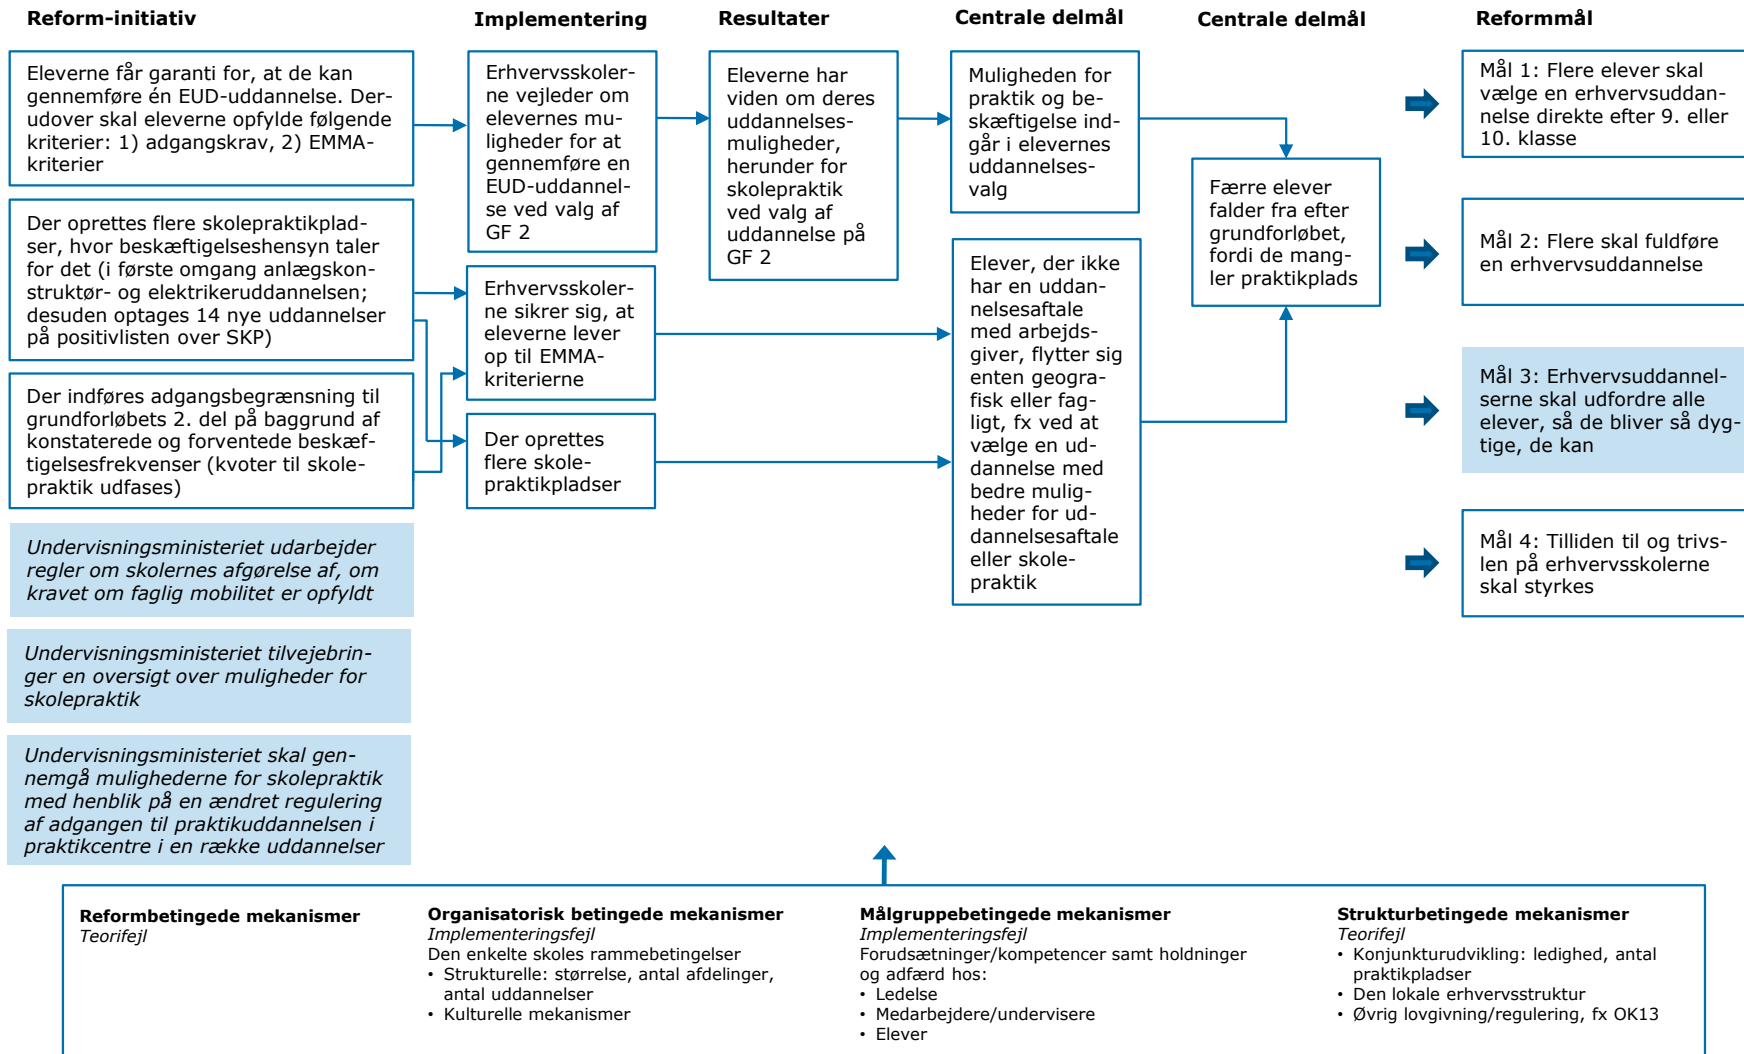 Reform-initiativ
Implementering
Resultater
Centrale delmål
Centrale delmål
Reformmål
Eleverne får garanti for, at de kan
gennemføre én EUD-uddannelse. Der-
udover skal eleverne opfylde følgende
kriterier: 1) adgangskrav, 2) EMMA-
kriterier
Der oprettes flere skolepraktikplad-
ser, hvor beskæftigelseshensyn taler
for det (i første omgang anlægskon-
struktør- og elektrikeruddannelsen;
desuden optages 14 nye uddannelser
på positivlisten over SKP)
Der indføres adgangsbegrænsning til
grundforløbets 2. del på baggrund af
konstaterede og forventede beskæf-
tigelsesfrekvenser (kvoter til skole-
praktik udfases)
Undervisningsministeriet udarbejder
regler om skolernes afgørelse af, om
kravet om faglig mobilitet er opfyldt
Undervisningsministeriet tilvejebrin-
ger en oversigt over muligheder for
skolepraktik
Undervisningsministeriet skal gen-
nemgå mulighederne for skolepraktik
med henblik på en ændret regulering
af adgangen til praktikuddannelsen i
praktikcentre i en række uddannelser
Erhvervsskoler-
ne vejleder om
elevernes mu-
ligheder for at
gennemføre en
EUD-uddannel-
se ved valg af
GF 2
Erhvervsskoler-
ne sikrer sig, at
eleverne lever
op til EMMA-
kriterierne
Der oprettes
flere skole-
praktikpladser
Eleverne har
viden om deres
uddannelses-
muligheder,
herunder for
skolepraktik
ved valg af
uddannelse på
GF 2
Muligheden for
praktik og be-
skæftigelse ind-
går i elevernes
uddannelses-
valg
Elever, der ikke
har en uddan-
nelsesaftale
med arbejds-
giver, flytter sig
enten geogra-
fisk eller fag-
ligt, fx ved at
vælge en ud-
dannelse med
bedre mulig-
heder for ud-
dannelsesaftale
eller skole-
praktik
Færre elever
falder fra efter
grundforløbet,
fordi de mang-
ler praktikplads
Mål 1: Flere elever skal
vælge en erhvervsuddan-
nelse direkte efter 9. eller
10. klasse
Mål 2: Flere skal fuldføre
en erhvervsuddannelse
Mål 3: Erhvervsuddannel-
serne skal udfordre alle
elever, så de bliver så dyg-
tige, de kan
Mål 4: Tilliden til og trivs-
len på erhvervsskolerne
skal styrkes
Reformbetingede mekanismer
Teorifejl
Organisatorisk betingede mekanismer
Implementeringsfejl
Den enkelte skoles rammebetingelser
• Strukturelle: størrelse, antal afdelinger,
antal uddannelser
• Kulturelle mekanismer
Målgruppebetingede mekanismer
Implementeringsfejl
Forudsætninger/kompetencer samt holdninger
og adfærd hos:
• Ledelse
• Medarbejdere/undervisere
• Elever
Strukturbetingede mekanismer
Teorifejl
• Konjunkturudvikling: ledighed, antal
praktikpladser
• Den lokale erhvervsstruktur
• Øvrig lovgivning/regulering, fx OK13